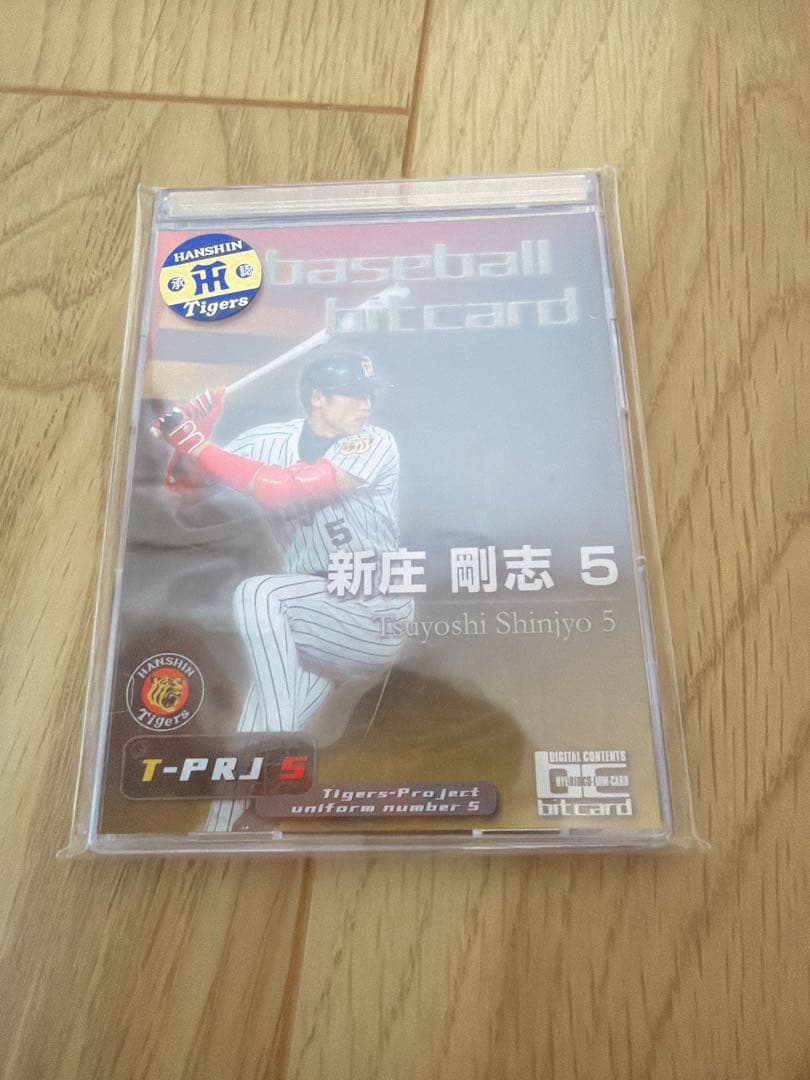 HANSHIN
承 認
Tigers
baseball
bitcard
5
新庄 剛志 5
Tsuyoshi Shinjyo 5
HANSHIN
Tigers
T-PRJ 5
Tigers-Project
uniform number 5
DIGITAL CONTENTS
bitcard